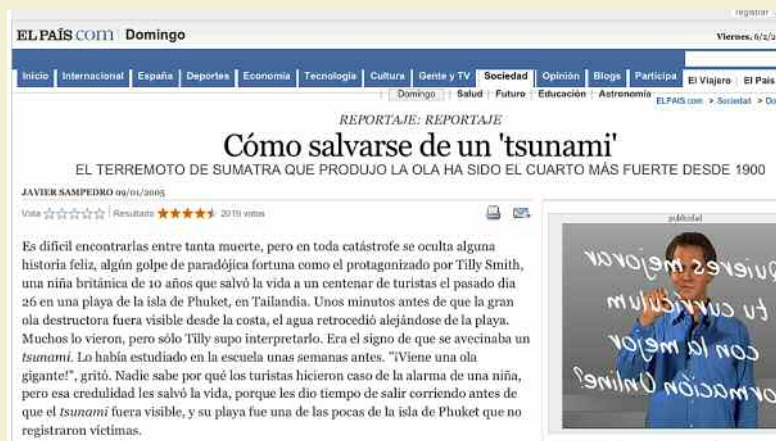 registrar
EL PAÍS com Domingo
Viernes, 6/2/2
Inicio Internacional España Deportes Economía Tecnología Cultura Gente y TV Sociedad Opinión Blogs Participa El Viajero El País
Domingo Salud Futuro Educación Astronomía
ELPAIS.com > Sociedad > Do
REPORTAJE: REPORTAJE
Cómo salvarse de un 'tsunami'
EL TERREMOTO DE SUMATRA QUE PRODUJO LA OLA HA SIDO EL CUARTO MÁS FUERTE DESDE 1900
JAVIER SAMPEDRO 09/01/2005
Vota Resultado 2019 votos
Es difícil encontrarlas entre tanta muerte, pero en toda catástrofe se oculta alguna
historia feliz, algún golpe de paradójica fortuna como el protagonizado por Tilly Smith,
una niña británica de 10 años que salvó la vida a un centenar de turistas el pasado día
26 en una playa de la isla de Phuket, en Tailandia. Unos minutos antes de que la gran
ola destructora fuera visible desde la costa, el agua retrocedió alejándose de la playa.
Muchos lo vieron, pero sólo Tilly supo interpretarlo. Era el signo de que se avecinaba un
tsunami. Lo había estudiado en la escuela unas semanas antes. "¡Viene una ola
gigante!", gritó. Nadie sabe por qué los turistas hicieron caso de la alarma de una niña,
pero esa credulidad les salvó la vida, porque les dio tiempo de salir corriendo antes de
que el tsunami fuera visible, y su playa fue una de las pocas de la isla de Phuket que no
registraron víctimas.
publicidad
Quieres mejorar
tu currículum
con la mejor
formación Online?